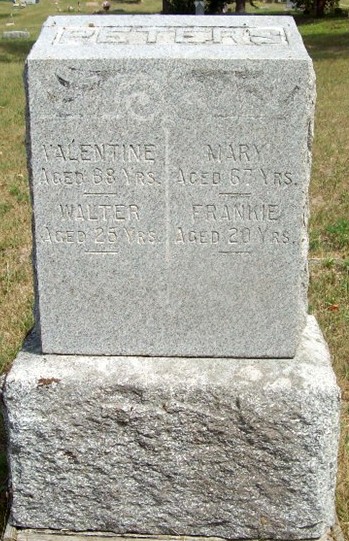 PETERS
VALENTINE
AGED 68 YRS.
WALTER
AGED 25 YRS.
MARY
AGED 67 YRS.
FRANKIE
AGED 20 YRS.